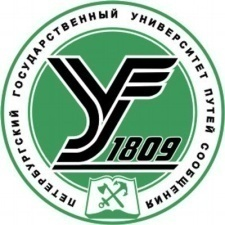 ПЕТЕРБУРГСКИЙ ГОСУДАРСТВЕННЫЙ УНИВЕРСИТЕТ ПУТЕЙ СООБЩЕНИЯ
1809